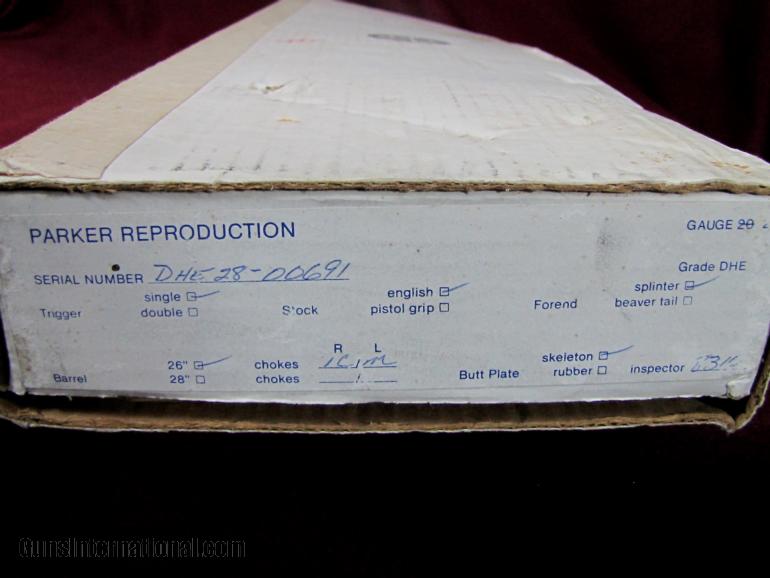 PARKER REPRODUCTION GAUGE 20
SERIAL NUMBER DHE 28-00691 Grade DHE
single english splinter
Trigger double Stock pistol grip Forend beaver tail
R L
26" chokes IC/M skeleton
Barrel 28" chokes / Butt Plate rubber inspector
GunsInternational.com